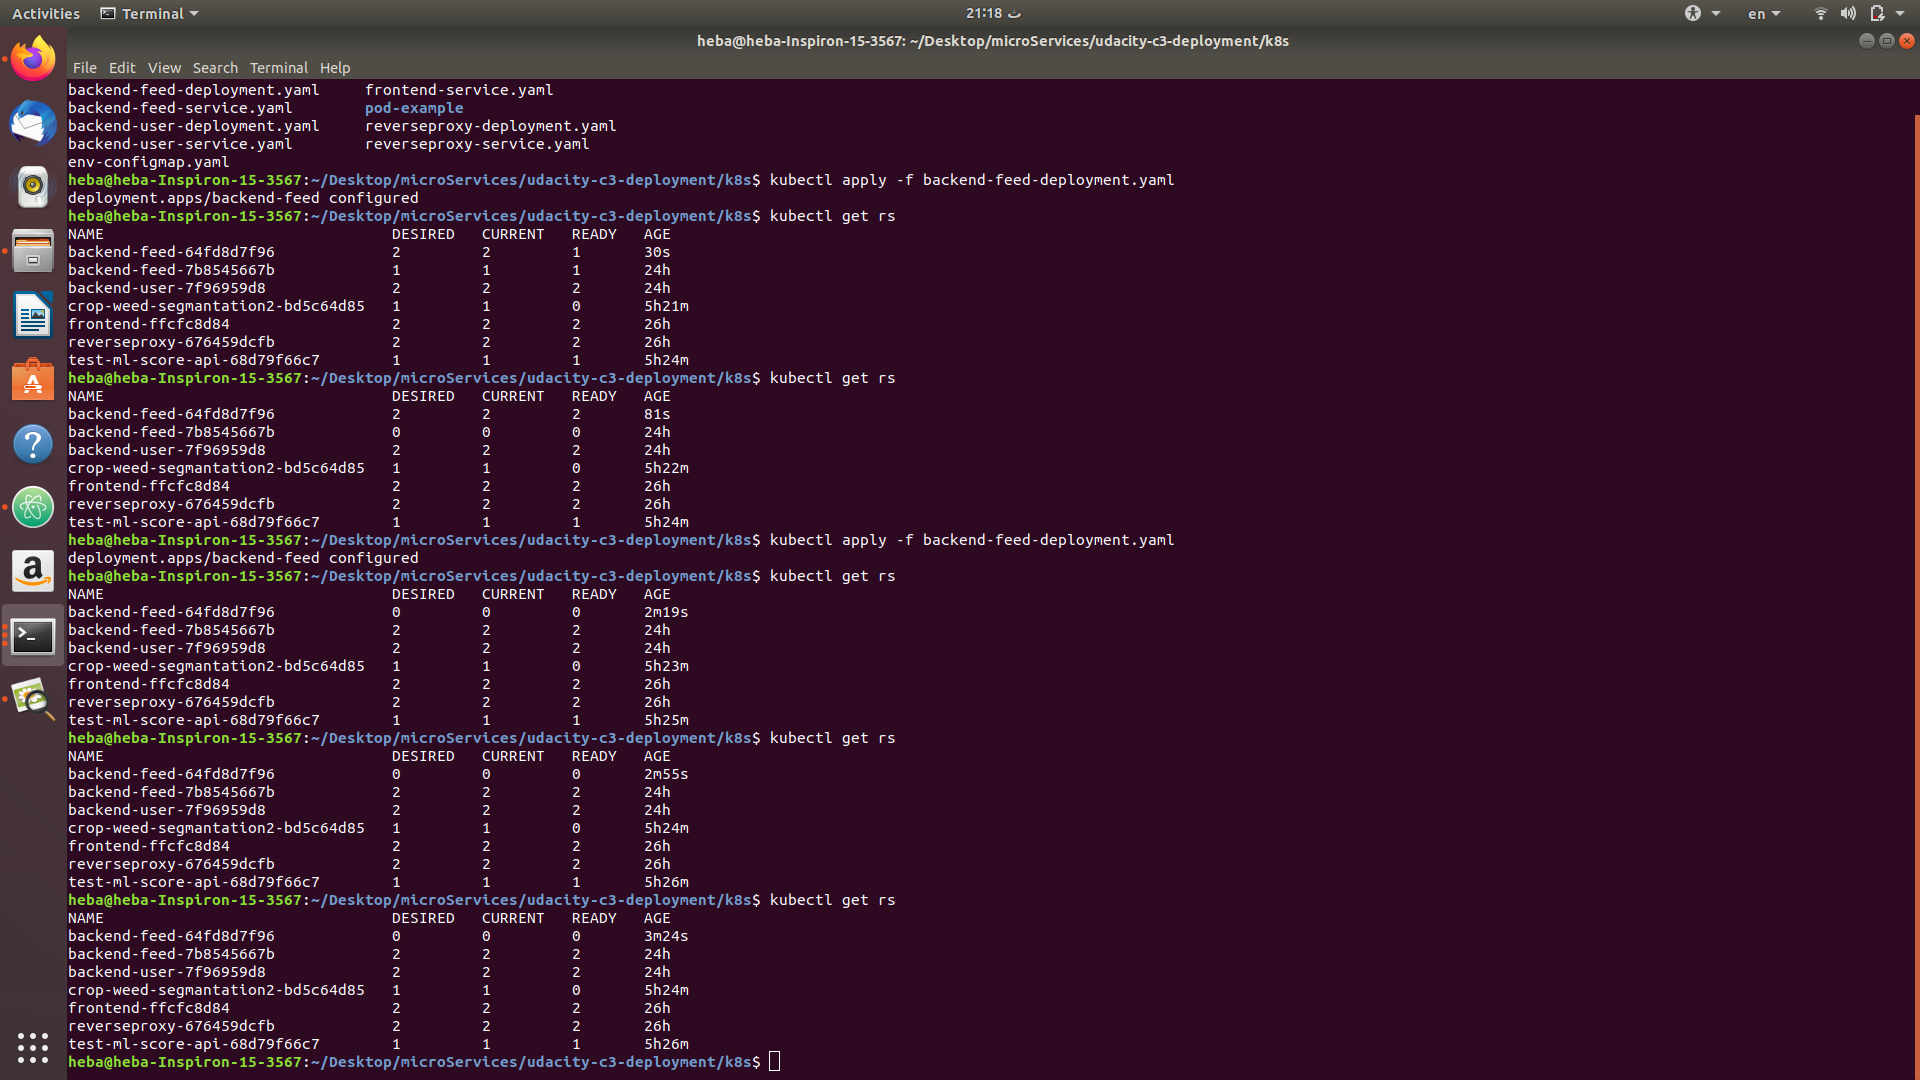 Activities Terminal 21:18 ث en
heba@heba-Inspiron-15-3567: ~/Desktop/microServices/udacity-c3-deployment/k8s
File Edit View Search Terminal Help
backend-feed-deployment.yaml frontend-service.yaml
backend-feed-service.yaml pod-example
backend-user-deployment.yaml reverseproxy-deployment.yaml
backend-user-service.yaml reverseproxy-service.yaml
env-configmap.yaml
heba@heba-Inspiron-15-3567:~/Desktop/microServices/udacity-c3-deployment/k8s$ kubectl apply -f backend-feed-deployment.yaml
deployment.apps/backend-feed configured
heba@heba-Inspiron-15-3567:~/Desktop/microServices/udacity-c3-deployment/k8s$ kubectl get rs
NAME DESIRED CURRENT READY AGE
backend-feed-64fd8d7f96 2 2 1 30s
backend-feed-7b8545667b 1 1 1 24h
backend-user-7f96959d8 2 2 2 24h
crop-weed-segmantation2-bd5c64d85 1 1 0 5h21m
frontend-ffcfc8d84 2 2 2 26h
reverseproxy-676459dcfb 2 2 2 26h
test-ml-score-api-68d79f66c7 1 1 1 5h24m
heba@heba-Inspiron-15-3567:~/Desktop/microServices/udacity-c3-deployment/k8s$ kubectl get rs
NAME DESIRED CURRENT READY AGE
backend-feed-64fd8d7f96 2 2 2 81s
backend-feed-7b8545667b 0 0 0 24h
backend-user-7f96959d8 2 2 2 24h
crop-weed-segmantation2-bd5c64d85 1 1 0 5h22m
frontend-ffcfc8d84 2 2 2 26h
reverseproxy-676459dcfb 2 2 2 26h
test-ml-score-api-68d79f66c7 1 1 1 5h24m
heba@heba-Inspiron-15-3567:~/Desktop/microServices/udacity-c3-deployment/k8s$ kubectl apply -f backend-feed-deployment.yaml
deployment.apps/backend-feed configured
heba@heba-Inspiron-15-3567:~/Desktop/microServices/udacity-c3-deployment/k8s$ kubectl get rs
NAME DESIRED CURRENT READY AGE
backend-feed-64fd8d7f96 0 0 0 2m19s
backend-feed-7b8545667b 2 2 2 24h
backend-user-7f96959d8 2 2 2 24h
crop-weed-segmantation2-bd5c64d85 1 1 0 5h23m
frontend-ffcfc8d84 2 2 2 26h
reverseproxy-676459dcfb 2 2 2 26h
test-ml-score-api-68d79f66c7 1 1 1 5h25m
heba@heba-Inspiron-15-3567:~/Desktop/microServices/udacity-c3-deployment/k8s$ kubectl get rs
NAME DESIRED CURRENT READY AGE
backend-feed-64fd8d7f96 0 0 0 2m55s
backend-feed-7b8545667b 2 2 2 24h
backend-user-7f96959d8 2 2 2 24h
crop-weed-segmantation2-bd5c64d85 1 1 0 5h24m
frontend-ffcfc8d84 2 2 2 26h
reverseproxy-676459dcfb 2 2 2 26h
test-ml-score-api-68d79f66c7 1 1 1 5h26m
heba@heba-Inspiron-15-3567:~/Desktop/microServices/udacity-c3-deployment/k8s$ kubectl get rs
NAME DESIRED CURRENT READY AGE
backend-feed-64fd8d7f96 0 0 0 3m24s
backend-feed-7b8545667b 2 2 2 24h
backend-user-7f96959d8 2 2 2 24h
crop-weed-segmantation2-bd5c64d85 1 1 0 5h24m
frontend-ffcfc8d84 2 2 2 26h
reverseproxy-676459dcfb 2 2 2 26h
test-ml-score-api-68d79f66c7 1 1 1 5h26m
heba@heba-Inspiron-15-3567:~/Desktop/microServices/udacity-c3-deployment/k8s$